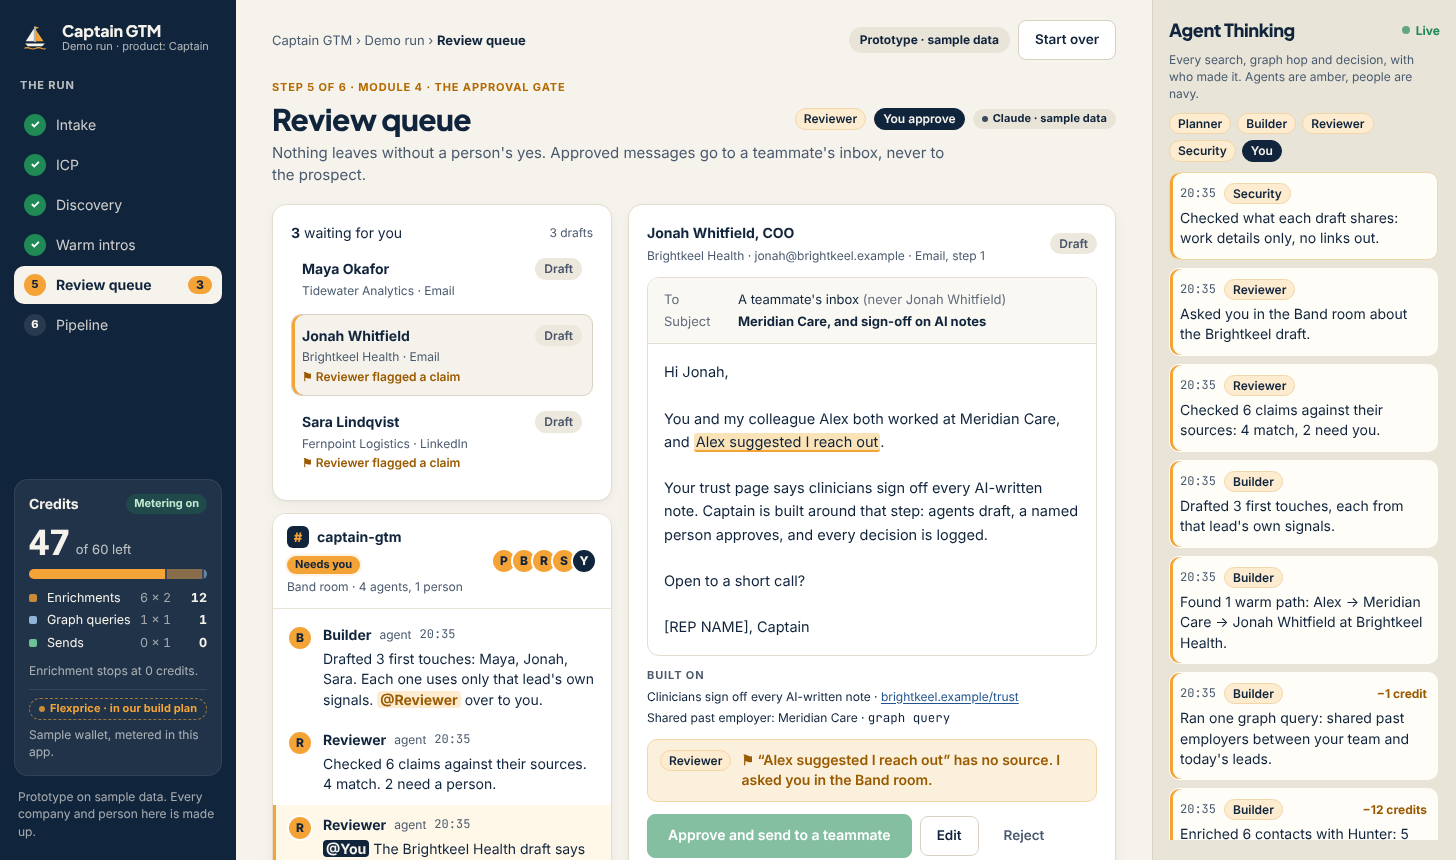 Captain GTM
Demo run · product: Captain
THE RUN
Intake
ICP
Discovery
Warm intros
5 Review queue 3
6 Pipeline
Credits Metering on
47 of 60 left
Enrichments 6 × 2 12
Graph queries 1 × 1 1
Sends 0 × 1 0
Enrichment stops at 0 credits.
Flexprice · in our build plan
Sample wallet, metered in this
app.
Prototype on sample data. Every
company and person here is made
up.
Captain GTM › Demo run › Review queue
Prototype · sample data
Start over
STEP 5 OF 6 · MODULE 4 · THE APPROVAL GATE
Review queue
Reviewer You approve Claude · sample data
Nothing leaves without a person's yes. Approved messages go to a teammate's inbox, never to
the prospect.
3 waiting for you 3 drafts
Maya Okafor Draft
Tidewater Analytics · Email
Jonah Whitfield Draft
Brightkeel Health · Email
⚑ Reviewer flagged a claim
Sara Lindqvist Draft
Fernpoint Logistics · LinkedIn
⚑ Reviewer flagged a claim
# captain-gtm
Needs you
P B R S Y
Band room · 4 agents, 1 person
B Builder agent 20:35
Drafted 3 first touches: Maya, Jonah,
Sara. Each one uses only that lead's own
signals. @Reviewer over to you.
R Reviewer agent 20:35
Checked 6 claims against their sources.
4 match. 2 need a person.
R Reviewer agent 20:35
@You The Brightkeel Health draft says
Jonah Whitfield, COO
Brightkeel Health · jonah@brightkeel.example · Email, step 1
Draft
To A teammate's inbox (never Jonah Whitfield)
Subject Meridian Care, and sign-off on AI notes
Hi Jonah,
You and my colleague Alex both worked at Meridian Care,
and Alex suggested I reach out.
Your trust page says clinicians sign off every AI-written
note. Captain is built around that step: agents draft, a named
person approves, and every decision is logged.
Open to a short call?
[REP NAME], Captain
BUILT ON
Clinicians sign off every AI-written note · brightkeel.example/trust
Shared past employer: Meridian Care · graph query
Reviewer ⚑ “Alex suggested I reach out” has no source. I
asked you in the Band room.
Approve and send to a teammate Edit Reject
Agent Thinking Live
Every search, graph hop and decision, with
who made it. Agents are amber, people are
navy.
Planner Builder Reviewer
Security You
20:35 Security
Checked what each draft shares:
work details only, no links out.
20:35 Reviewer
Asked you in the Band room about
the Brightkeel draft.
20:35 Reviewer
Checked 6 claims against their
sources: 4 match, 2 need you.
20:35 Builder
Drafted 3 first touches, each from
that lead's own signals.
20:35 Builder
Found 1 warm path: Alex → Meridian
Care → Jonah Whitfield at Brightkeel
Health.
20:35 Builder −1 credit
Ran one graph query: shared past
employers between your team and
today's leads.
20:35 Builder −12 credits
Enriched 6 contacts with Hunter: 5